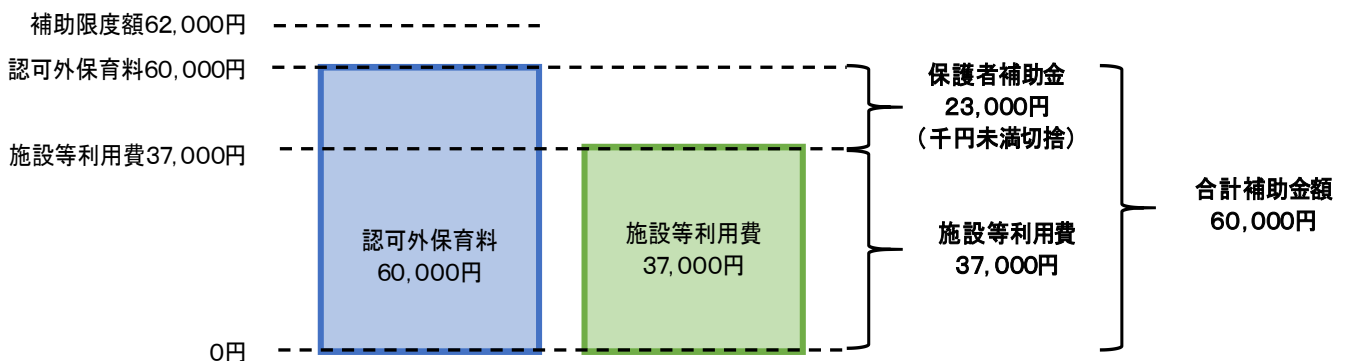 補助限度額62,000円
認可外保育料60,000円
施設等利用費37,000円
0円
認可外保育料
60,000円
施設等利用費
37,000円
保護者補助金
23,000円
（千円未満切捨）
施設等利用費
37,000円
合計補助金額
60,000円